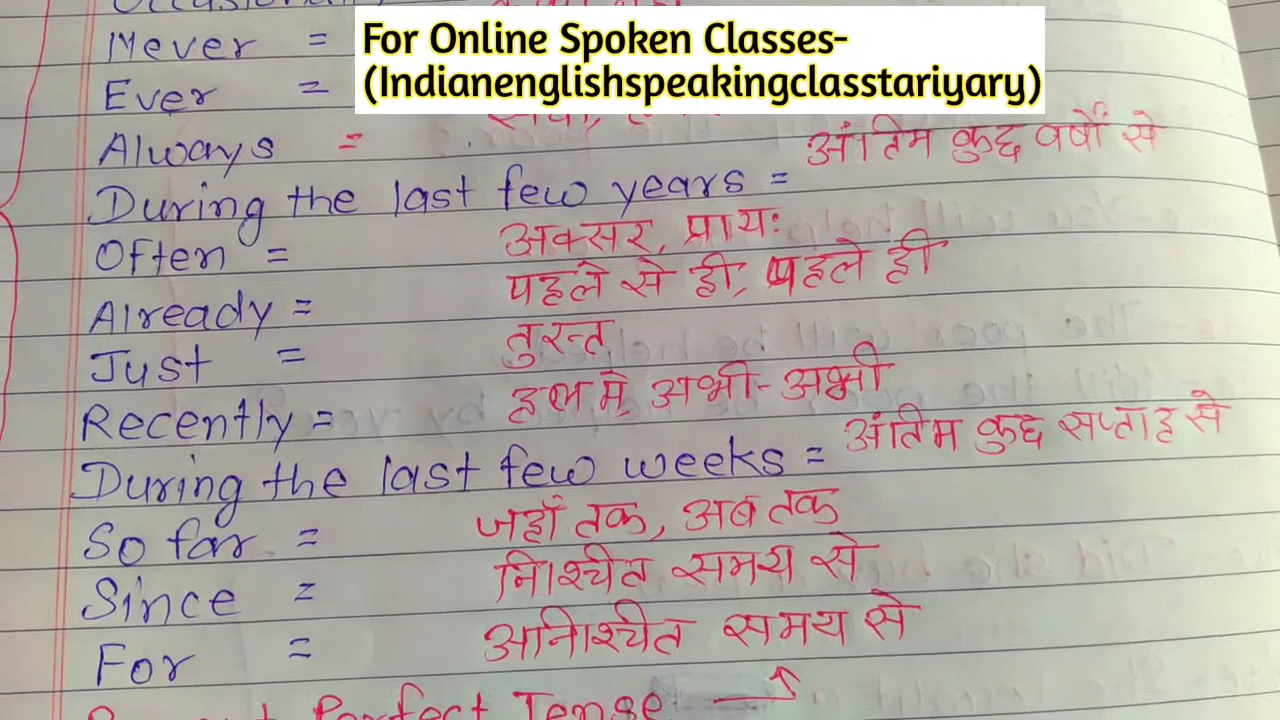 Never =
For Online Spoken Classes-
(Indianenglishspeakingclasstariyary)
Ever =
Always =
During the last few years = अंतिम कुछ वर्षों से
Often = अक्सर, प्रायः
Already = पहले से ही, पहले ही
Just = तुरन्त
Recently = हाल मे, अभी-अभी
During the last few weeks = अंतिम कुछ सप्ताह से
So far = जहाँ तक, अब तक
Since = निश्चीत समय से
For = अनिश्चीत समय से
Perfect Tense →